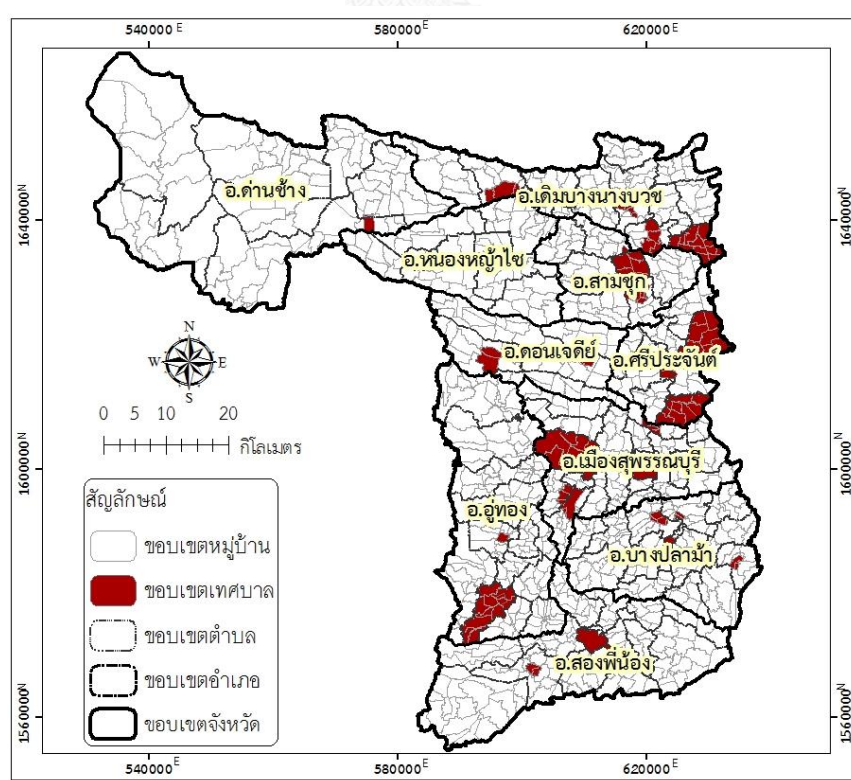 540000 E
580000 E
620000 E
1640000 N
1640000 N
อ.ด่านช้าง
อ.เดิมบางนางบวช
อ.หนองหญ้าไซ
อ.สามชุก
อ.ดอนเจดีย์
อ.ศรีประจันต์
N
W
E
S
0 5 10 20
กิโลเมตร
1600000 N
1600000 N
อ.เมืองสุพรรณบุรี
อ.อู่ทอง
อ.บางปลาม้า
อ.สองพี่น้อง
สัญลักษณ์
ขอบเขตหมู่บ้าน
ขอบเขตเทศบาล
ขอบเขตตำบล
ขอบเขตอำเภอ
ขอบเขตจังหวัด
1560000 N
1560000 N
540000 E
580000 E
620000 E